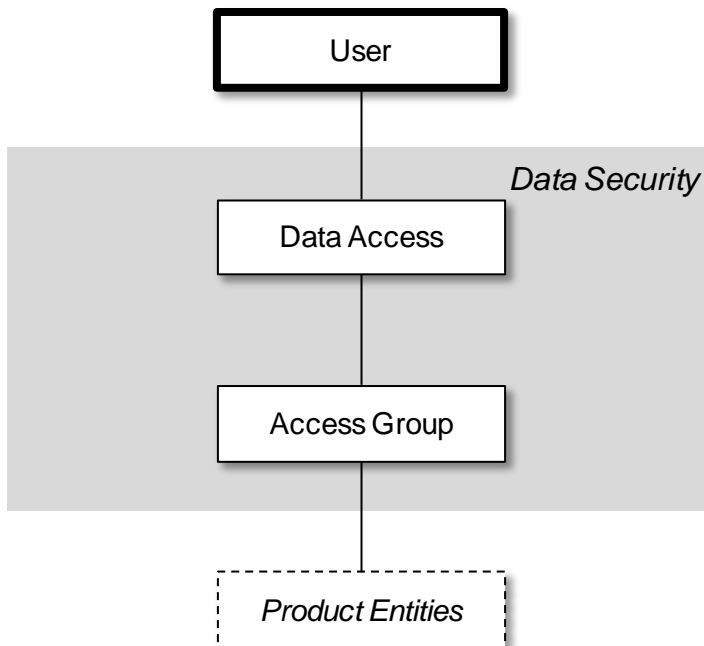 User
Data Security
Data Access
Access Group
Product Entities